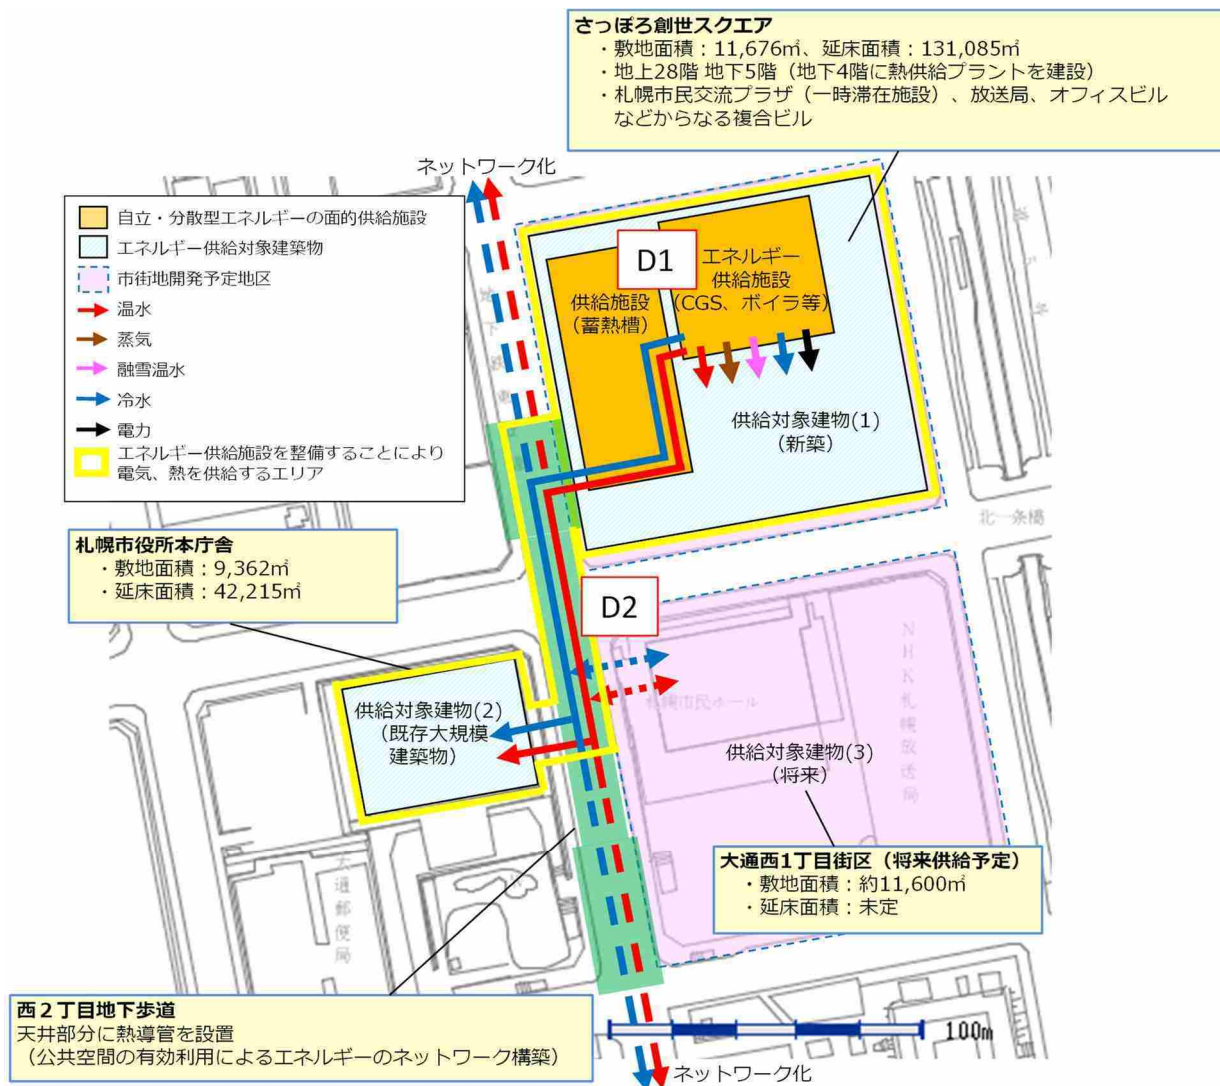 さっぽろ創世スクエア
・敷地面積：11,676㎡、延床面積：131,085㎡
・地上28階 地下5階（地下4階に熱供給プラントを建設）
・札幌市民交流プラザ（一時滞在施設）、放送局、オフィスビル
などからなる複合ビル
ネットワーク化
自立・分散型エネルギーの面的供給施設
エネルギー供給対象建築物
市街地開発予定地区
温水
蒸気
融雪温水
冷水
電力
エネルギー供給施設を整備することにより
電気、熱を供給するエリア
D1
エネルギー
供給施設
（CGS、ボイラ等）
供給施設
（蓄熱槽）
供給対象建物(1)
（新築）
北一条橋
札幌市役所本庁舎
・敷地面積：9,362㎡
・延床面積：42,215㎡
D2
供給対象建物(2)
（既存大規模
建築物）
札幌市民ホール
NHK札幌放送局
供給対象建物(3)
（将来）
大通西1丁目街区（将来供給予定）
・敷地面積：約11,600㎡
・延床面積：未定
大通郵便局
西２丁目地下歩道
天井部分に熱導管を設置
（公共空間の有効利用によるエネルギーのネットワーク構築）
100m
ネットワーク化